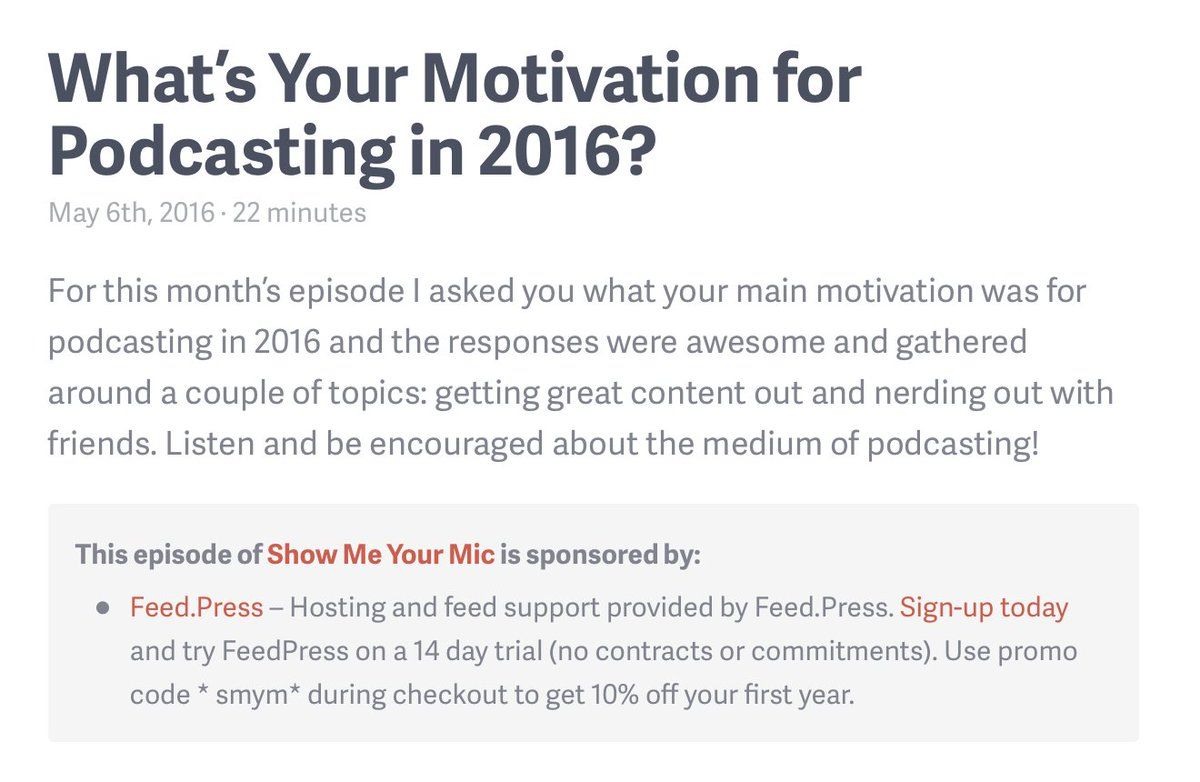 What’s Your Motivation for
Podcasting in 2016?
May 6th, 2016 · 22 minutes
For this month’s episode I asked you what your main motivation was for
podcasting in 2016 and the responses were awesome and gathered
around a couple of topics: getting great content out and nerding out with
friends. Listen and be encouraged about the medium of podcasting!
This episode of Show Me Your Mic is sponsored by:
● Feed.Press – Hosting and feed support provided by Feed.Press. Sign-up today
and try FeedPress on a 14 day trial (no contracts or commitments). Use promo
code * smym* during checkout to get 10% off your first year.